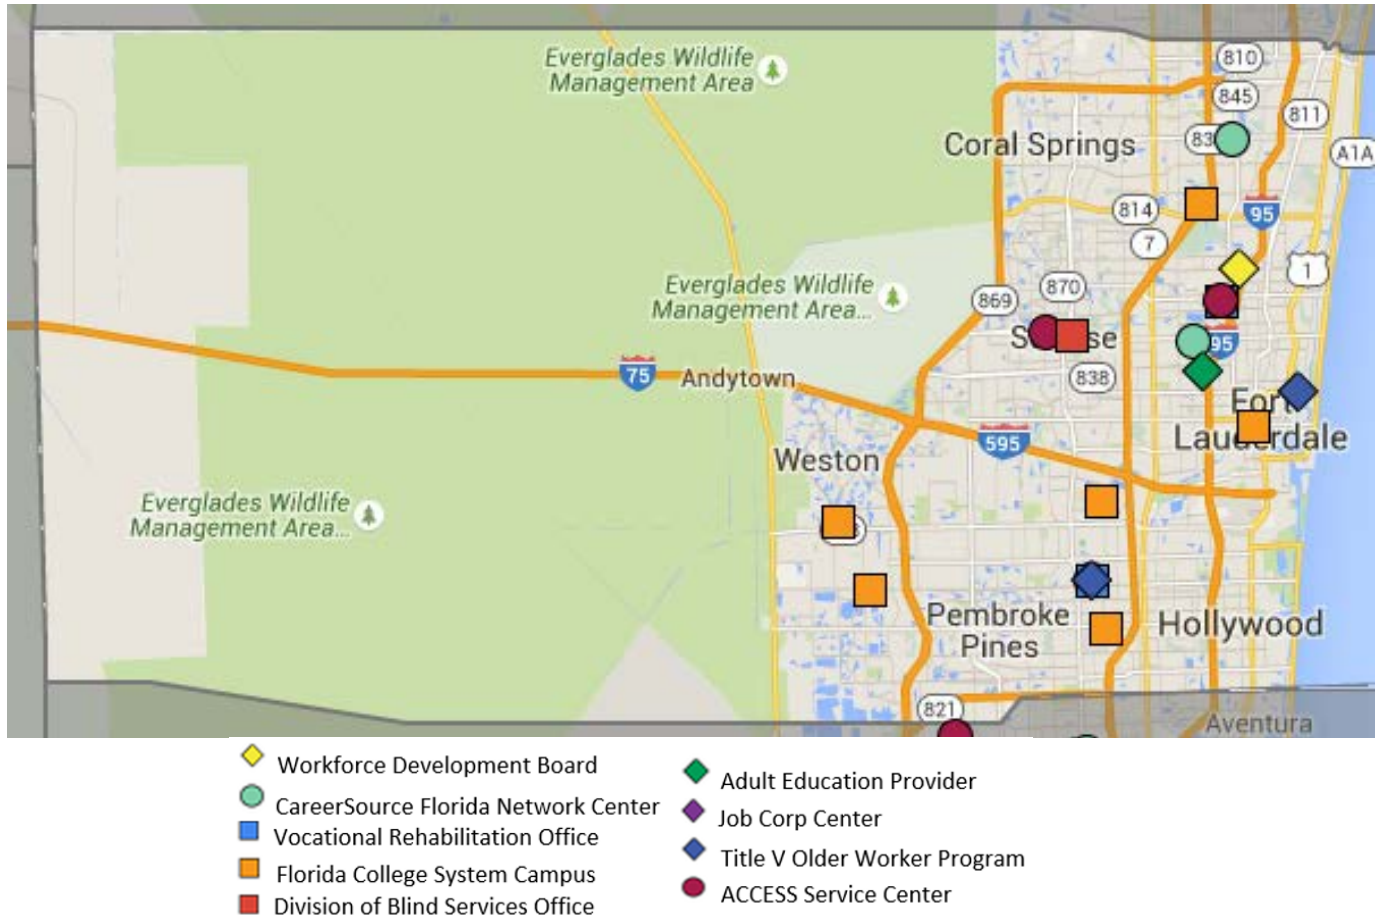 Everglades Wildlife
Management Area
810
845
811
Coral Springs
83
A1A
814
95
7
1
Everglades Wildlife
Management Area...
870
869
S se
95
75
Andytown
838
Fort
Lauderdale
595
Weston
Everglades Wildlife
Management Area...
Pembroke
Pines
Hollywood
821
Aventura
Workforce Development Board
CareerSource Florida Network Center
Vocational Rehabilitation Office
Florida College System Campus
Division of Blind Services Office
Adult Education Provider
Job Corp Center
Title V Older Worker Program
ACCESS Service Center